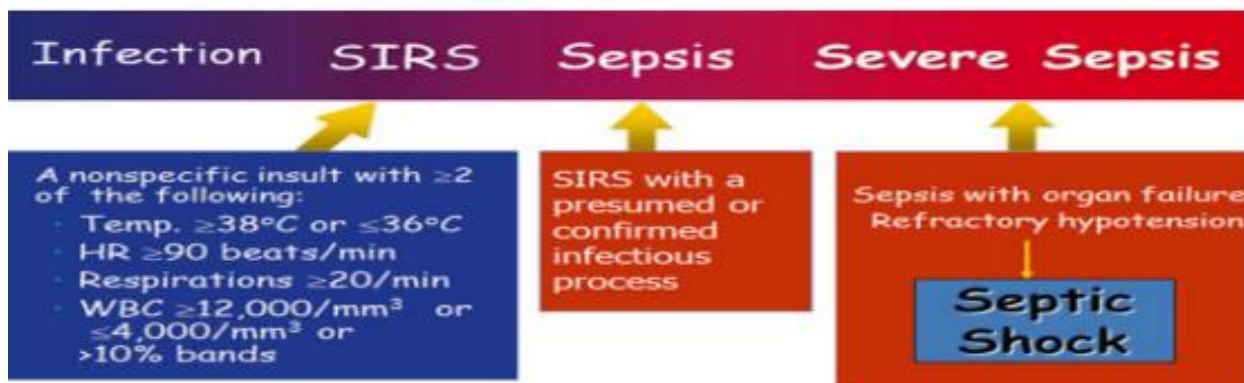 Infection SIRS Sepsis Severe Sepsis
A nonspecific insult with ≥2
of the following:
· Temp. ≥38°C or ≤36°C
· HR ≥90 beats/min
· Respirations ≥20/min
· WBC ≥12,000/mm³ or
≤4,000/mm³ or
>10% bands
SIRS with a
presumed or
confirmed
infectious
process
Sepsis with organ failure
Refractory hypotension
Septic
Shock